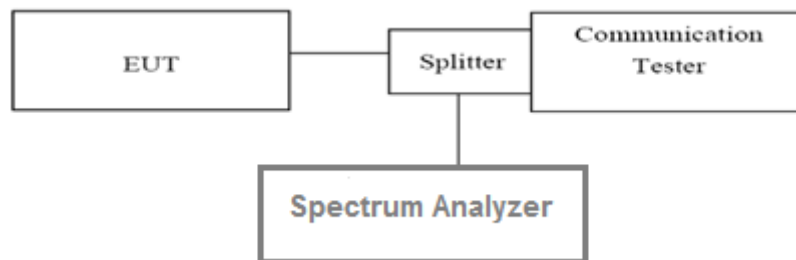 EUT
Splitter
Communication
Tester
Spectrum Analyzer